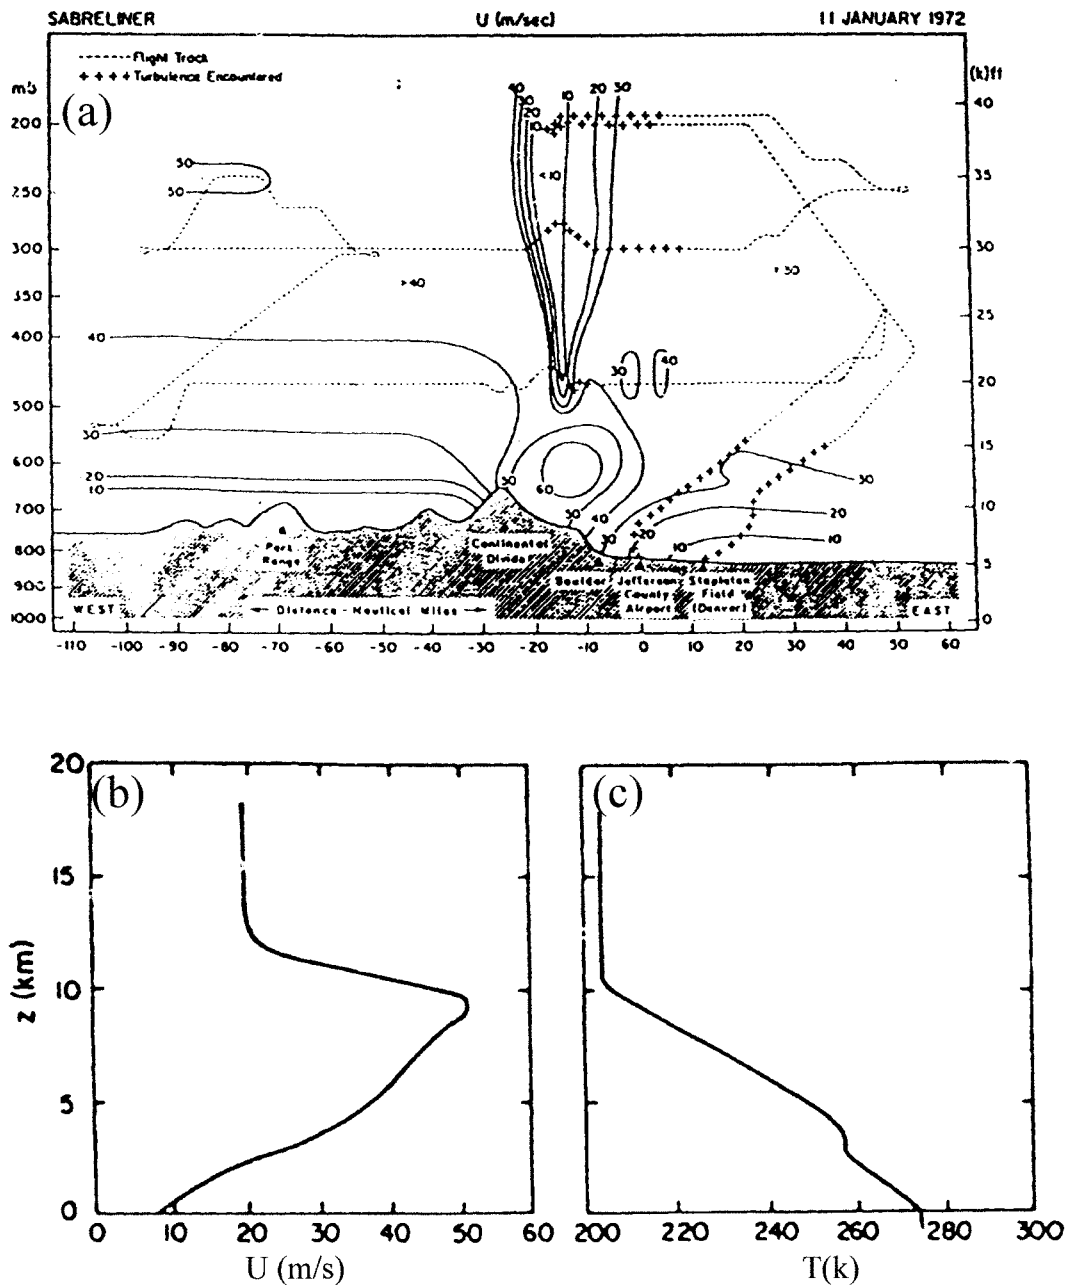 SABRELINER U (m/sec) 11 JANUARY 1972
(a)
Flight Track
++++ Turbulence Encountered
mb (k)ft
200
250
300
350
400
500
600
700
800
900
1000
40
35
30
25
20
15
10
5
0
40 30 20 10 10 20 30
<10
50
50
>40
<30
40
30
20
10
30 40
50
60
30
40
30
20
10
30
20
10
Park
Range
Continental
Divide
Boulder Jefferson Stapleton
County Field
Airport (Denver)
WEST Distance - Nautical Miles EAST
-110 -100 -90 -80 -70 -60 -50 -40 -30 -20 -10 0 10 20 30 40 50 60
(b)
20
15
10
5
0
z (km)
0 10 20 30 40 50 60
U (m/s)
(c)
200 220 240 260 280 300
T(k)